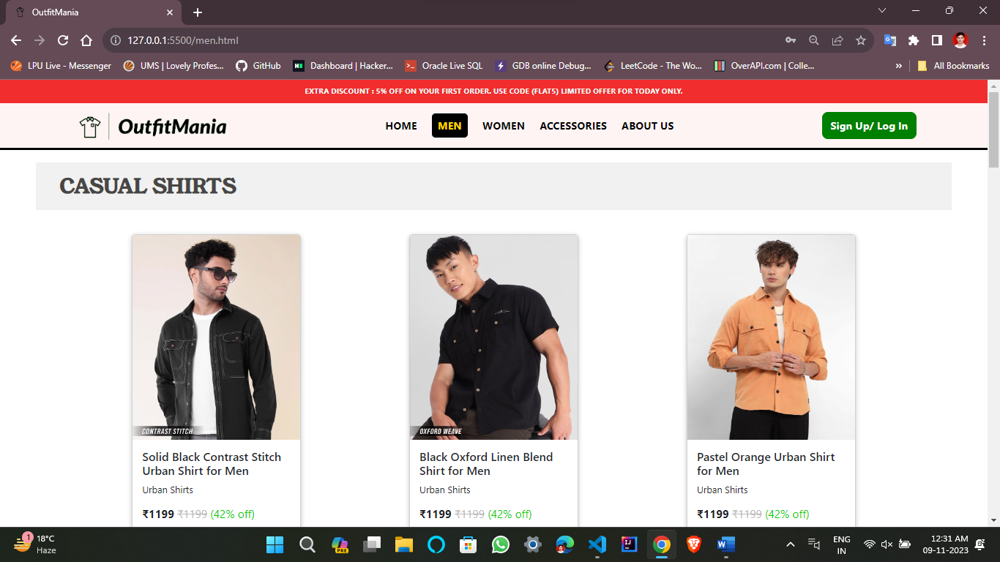 OutfitMania
127.0.0.1:5500/men.html
LPU Live - Messenger
UMS | Lovely Profes...
GitHub
Dashboard | Hacker...
Oracle Live SQL
GDB online Debug...
LeetCode - The Wo...
OverAPI.com | Colle...
»
All Bookmarks
EXTRA DISCOUNT : 5% OFF ON YOUR FIRST ORDER. USE CODE (FLAT5) LIMITED OFFER FOR TODAY ONLY.
OutfitMania
HOME
MEN
WOMEN
ACCESSORIES
ABOUT US
Sign Up/ Log In
CASUAL SHIRTS
CONTRAST STITCH
Solid Black Contrast Stitch
Urban Shirt for Men
Urban Shirts
₹1199 ₹1199 (42% off)
OXFORD WEAVE
Black Oxford Linen Blend
Shirt for Men
Urban Shirts
₹1199 ₹1199 (42% off)
Pastel Orange Urban Shirt
for Men
Urban Shirts
₹1199 ₹1199 (42% off)
1
18°C
Haze
PRE
ENG
IN
12:31 AM
09-11-2023